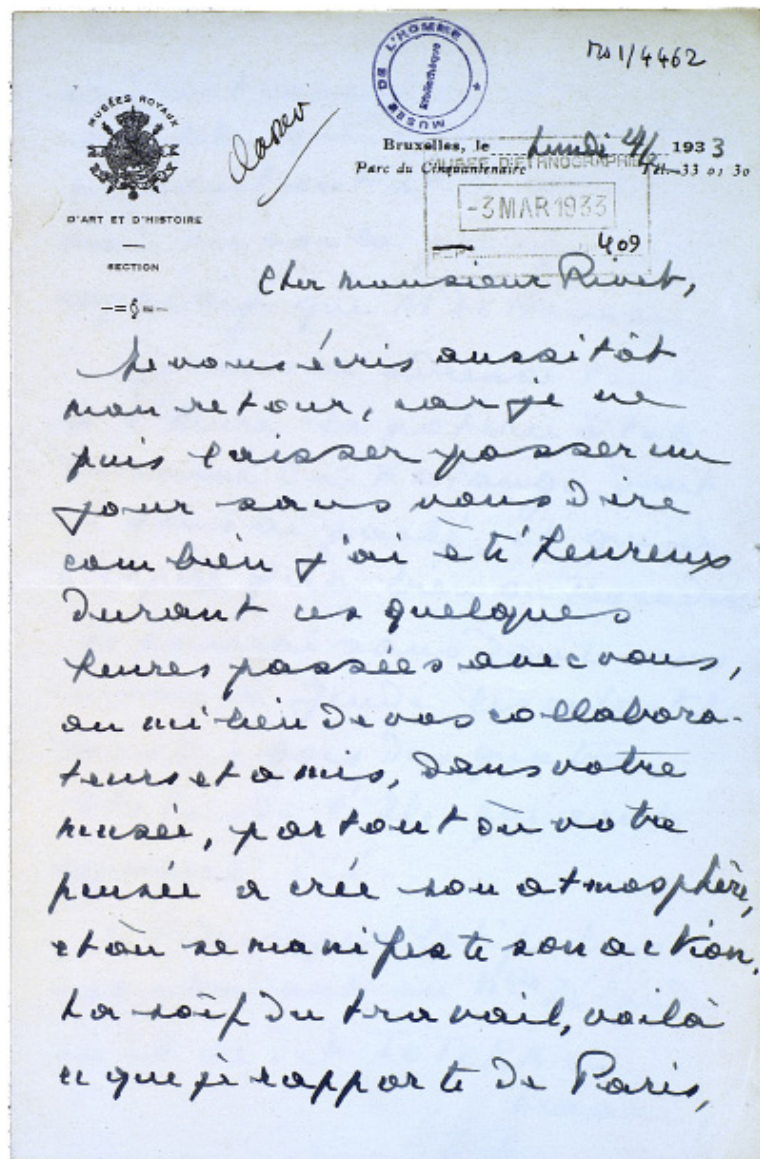 Ms 1/4462
MUSÉE DE L'HOMME
Bibliothèque
MUSÉES ROYAUX
D'ART ET D'HISTOIRE
SECTION
Classer
Bruxelles, le Lundi 1933
Parc du Cinquantenaire Tél. 33 01 30
MUSEE D'ETHNOGRAPHIE
-3 MAR 1933
409
Cher Monsieur Rivet,
Je vous écris aussitôt
mon retour, car je ne
puis laisser passer un
jour sans vous dire
combien j'ai été heureux
durant ces quelques
heures passées avec vous,
au milieu de vos collabora-
teurs et amis, dans votre
musée, partout où votre
pensée a crée son atmosphère,
et où se manifeste son action.
La soif du travail, voilà
ce que je rapporte de Paris,